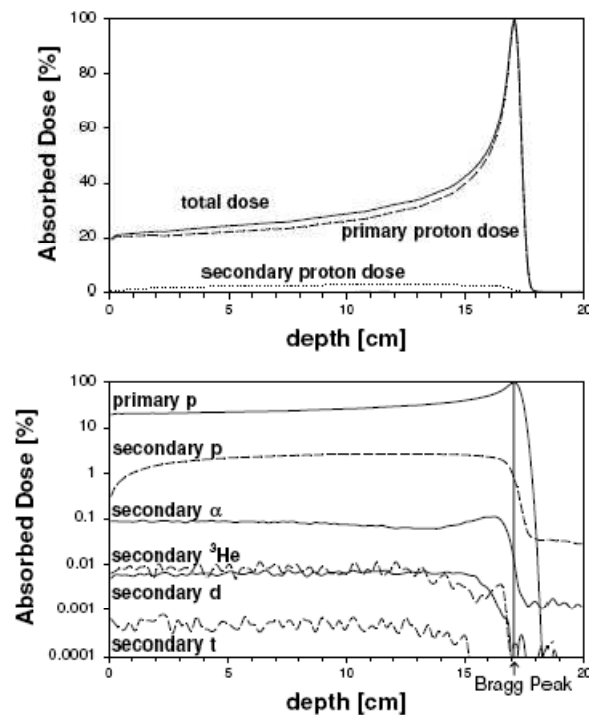 100
80
60
40
20
0
Absorbed Dose [%]
total dose
primary proton dose
secondary proton dose
0 5 10 15 20
depth [cm]
100
10
1
0.1
0.01
0.001
0.0001
Absorbed Dose [%]
primary p
secondary p
secondary α
secondary ³He
secondary d
secondary t
0 5 10 15 20
Bragg Peak
depth [cm]